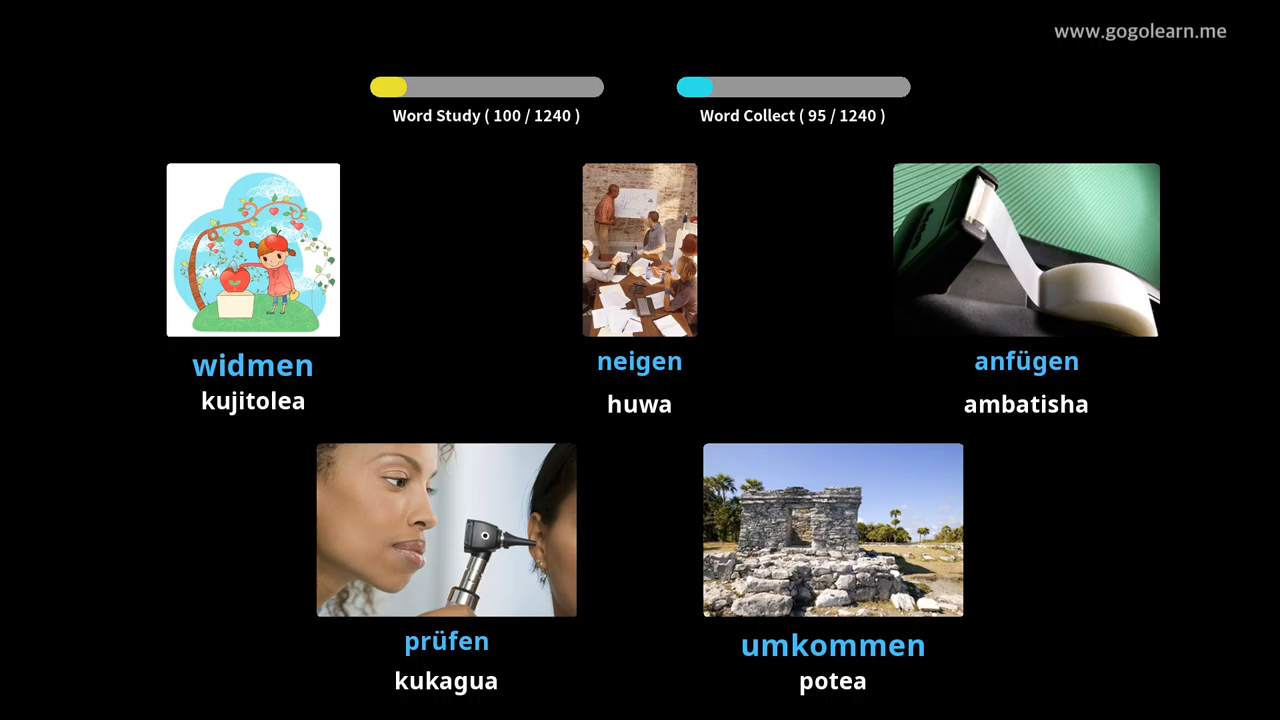 www.gogolearn.me
Word Study ( 100 / 1240 )
Word Collect ( 95 / 1240 )
widmen
kujitolea
neigen
huwa
anfügen
ambatisha
prüfen
kukagua
umkommen
potea